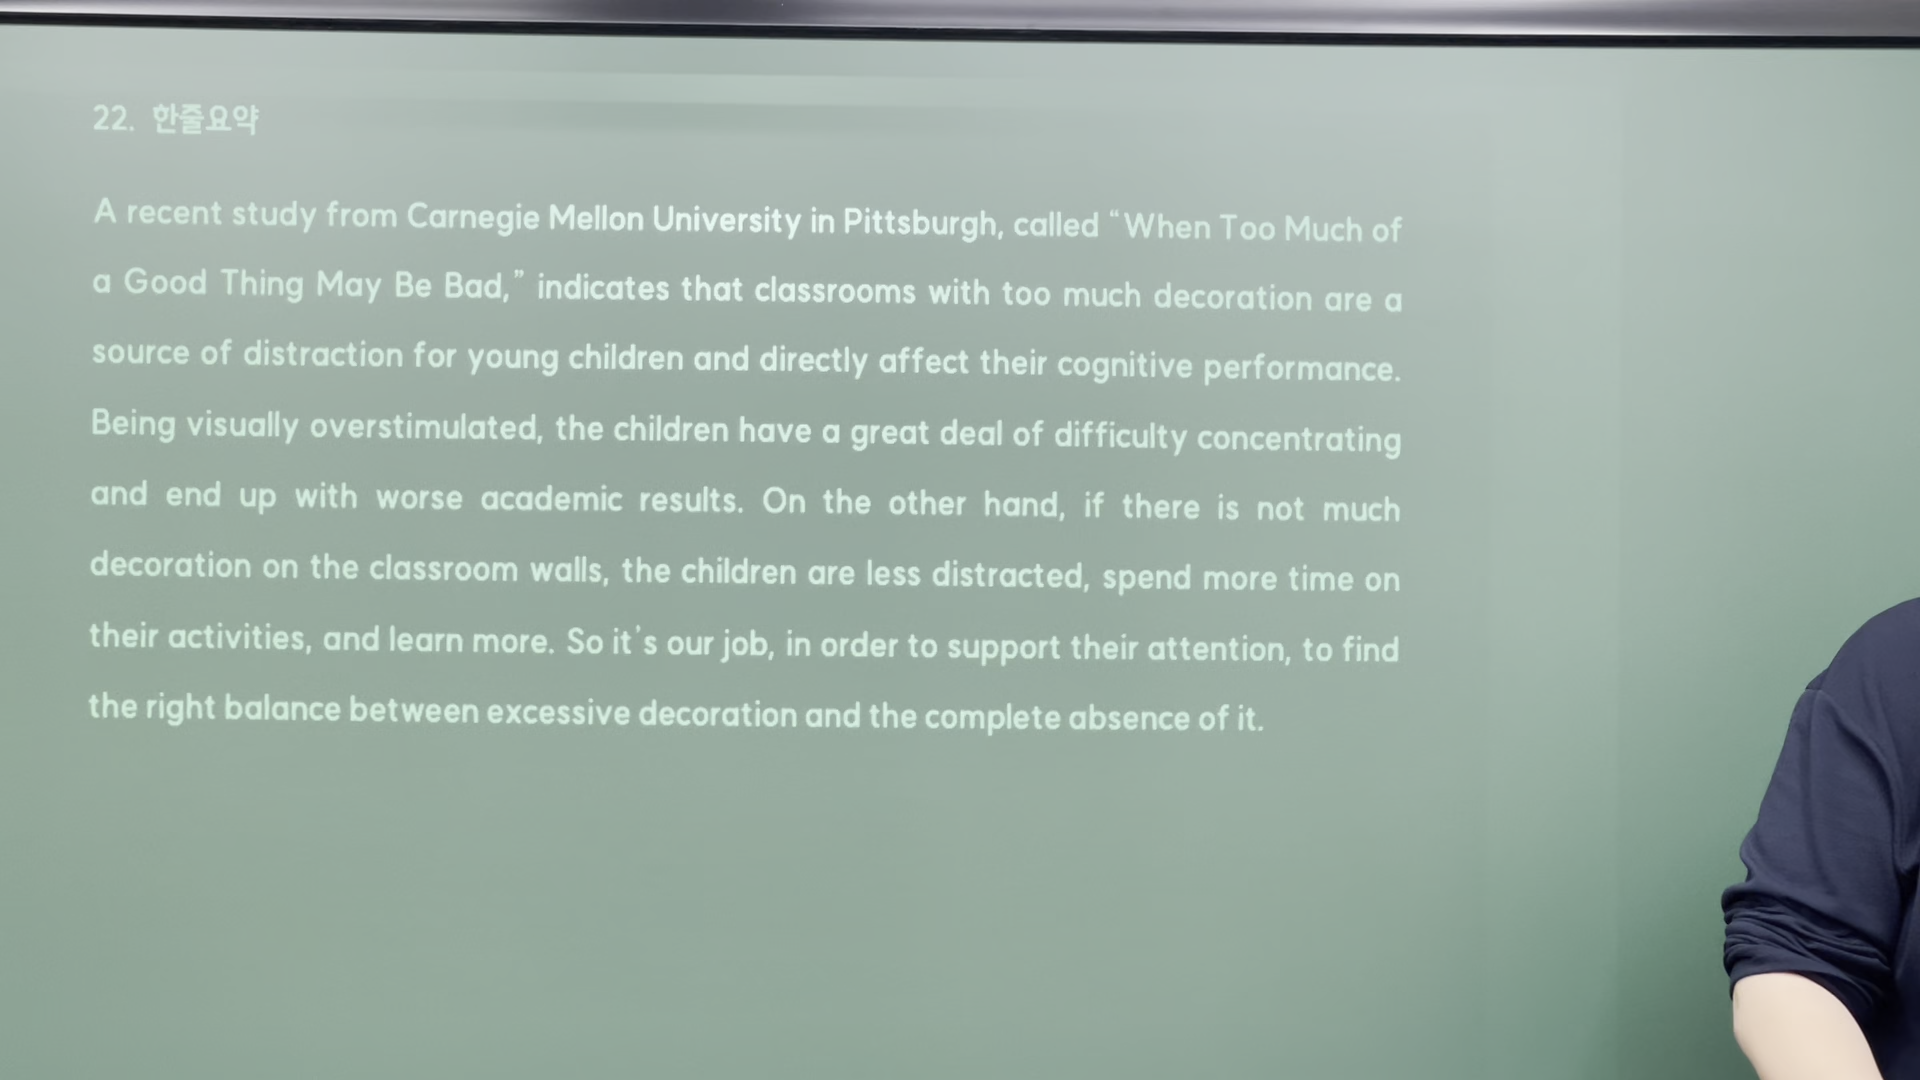 22. 한줄요약
A recent study from Carnegie Mellon University in Pittsburgh, called “When Too Much of
a Good Thing May Be Bad,” indicates that classrooms with too much decoration are a
source of distraction for young children and directly affect their cognitive performance.
Being visually overstimulated, the children have a great deal of difficulty concentrating
and end up with worse academic results. On the other hand, if there is not much
decoration on the classroom walls, the children are less distracted, spend more time on
their activities, and learn more. So it’s our job, in order to support their attention, to find
the right balance between excessive decoration and the complete absence of it.